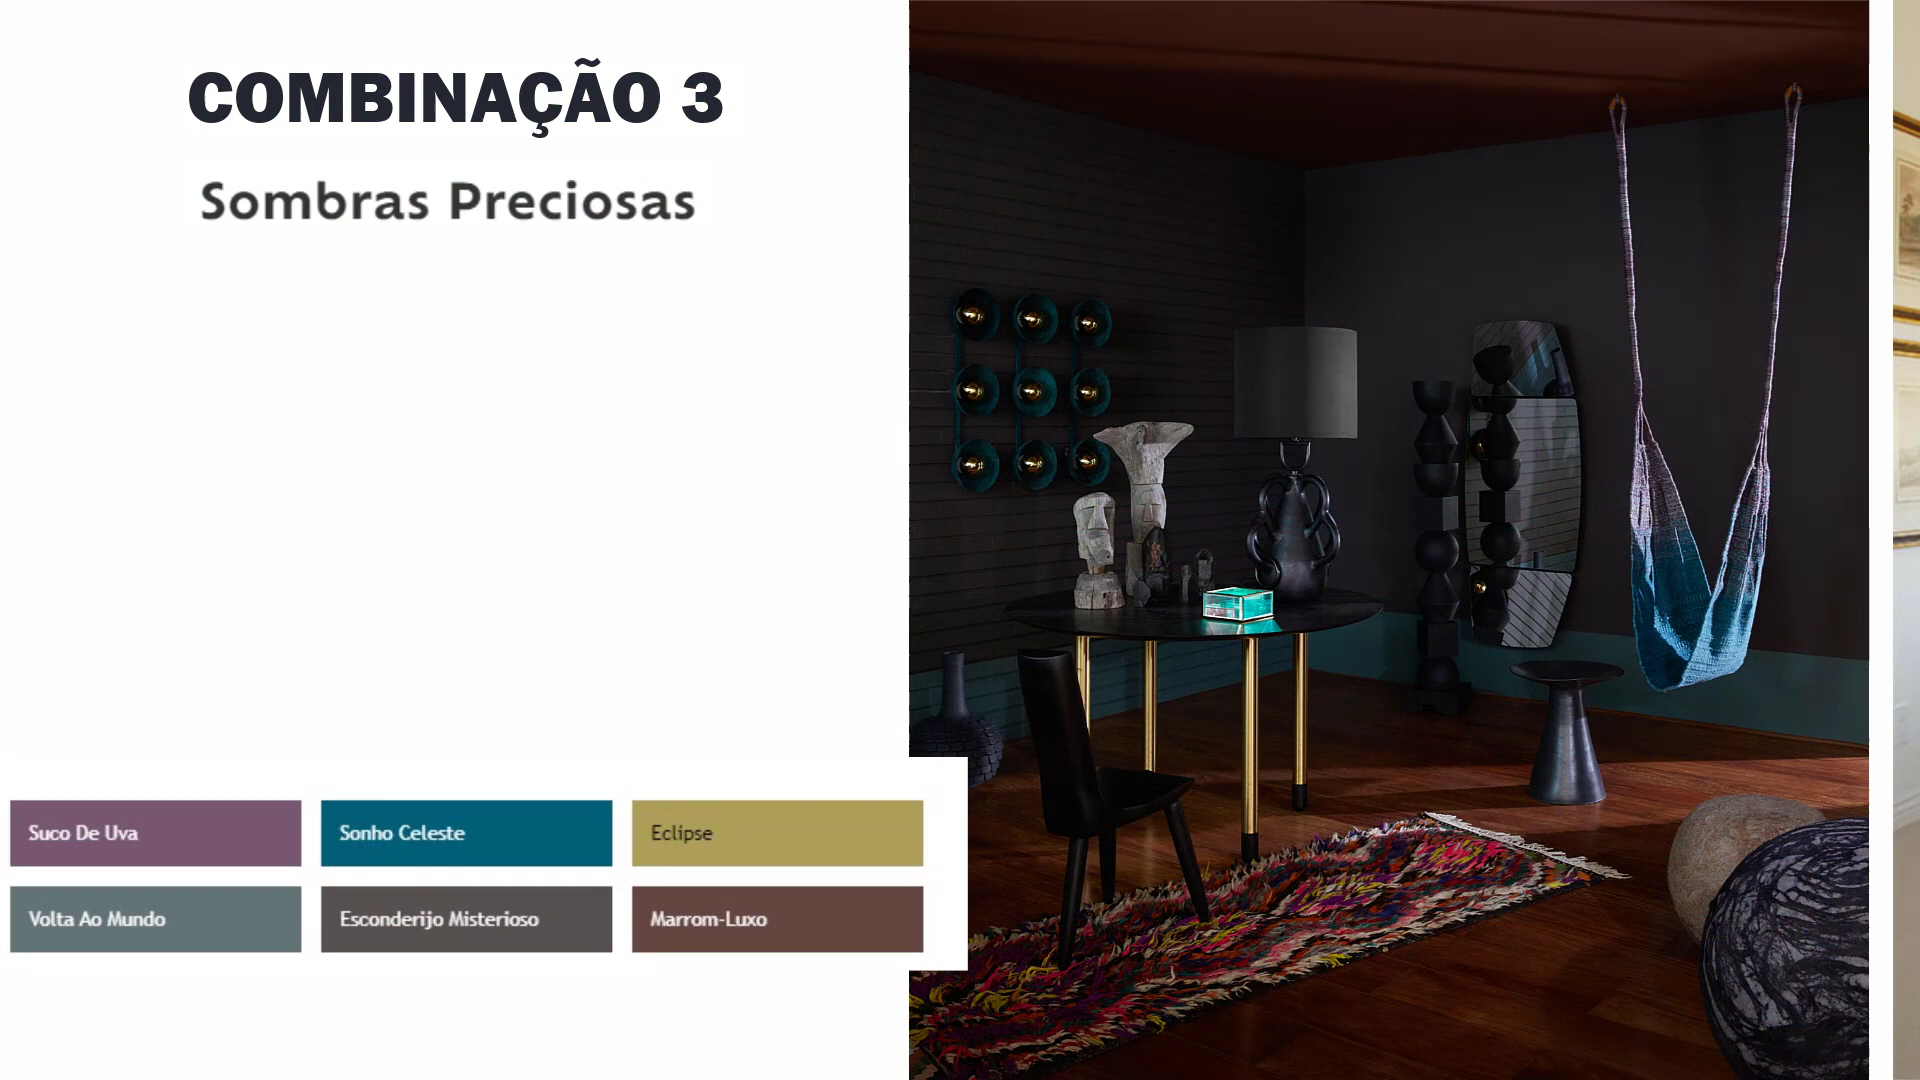 COMBINAÇÃO 3
Sombras Preciosas
Suco De Uva
Sonho Celeste
Eclipse
Volta Ao Mundo
Esconderijo Misterioso
Marrom-Luxo